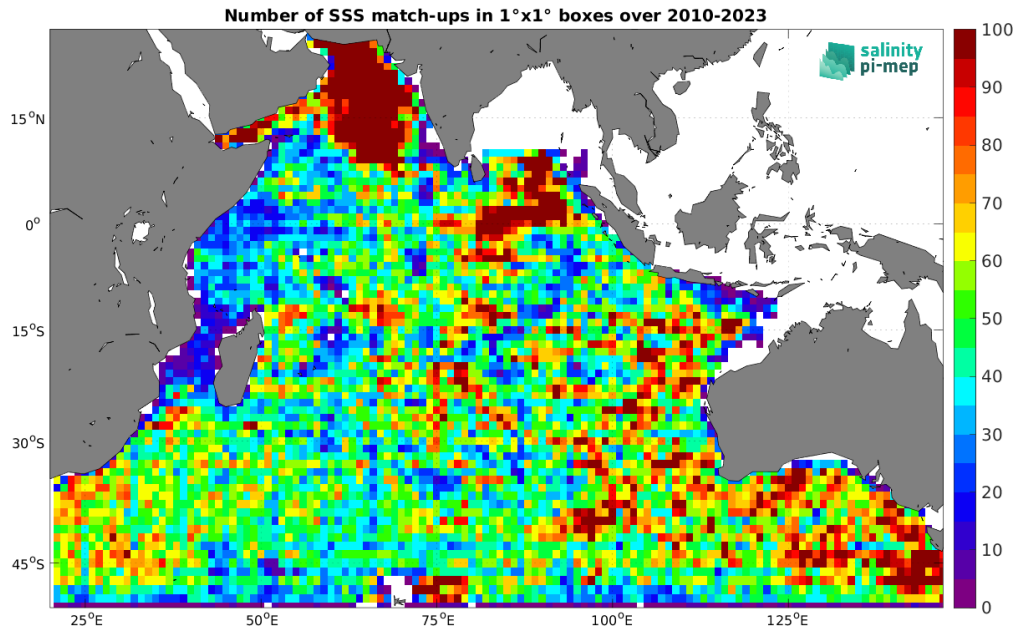 Number of SSS match-ups in 1°x1° boxes over 2010-2023
salinity
pi-mep
15°N
0°
15°S
30°S
45°S
25°E
50°E
75°E
100°E
125°E
100
90
80
70
60
50
40
30
20
10
0